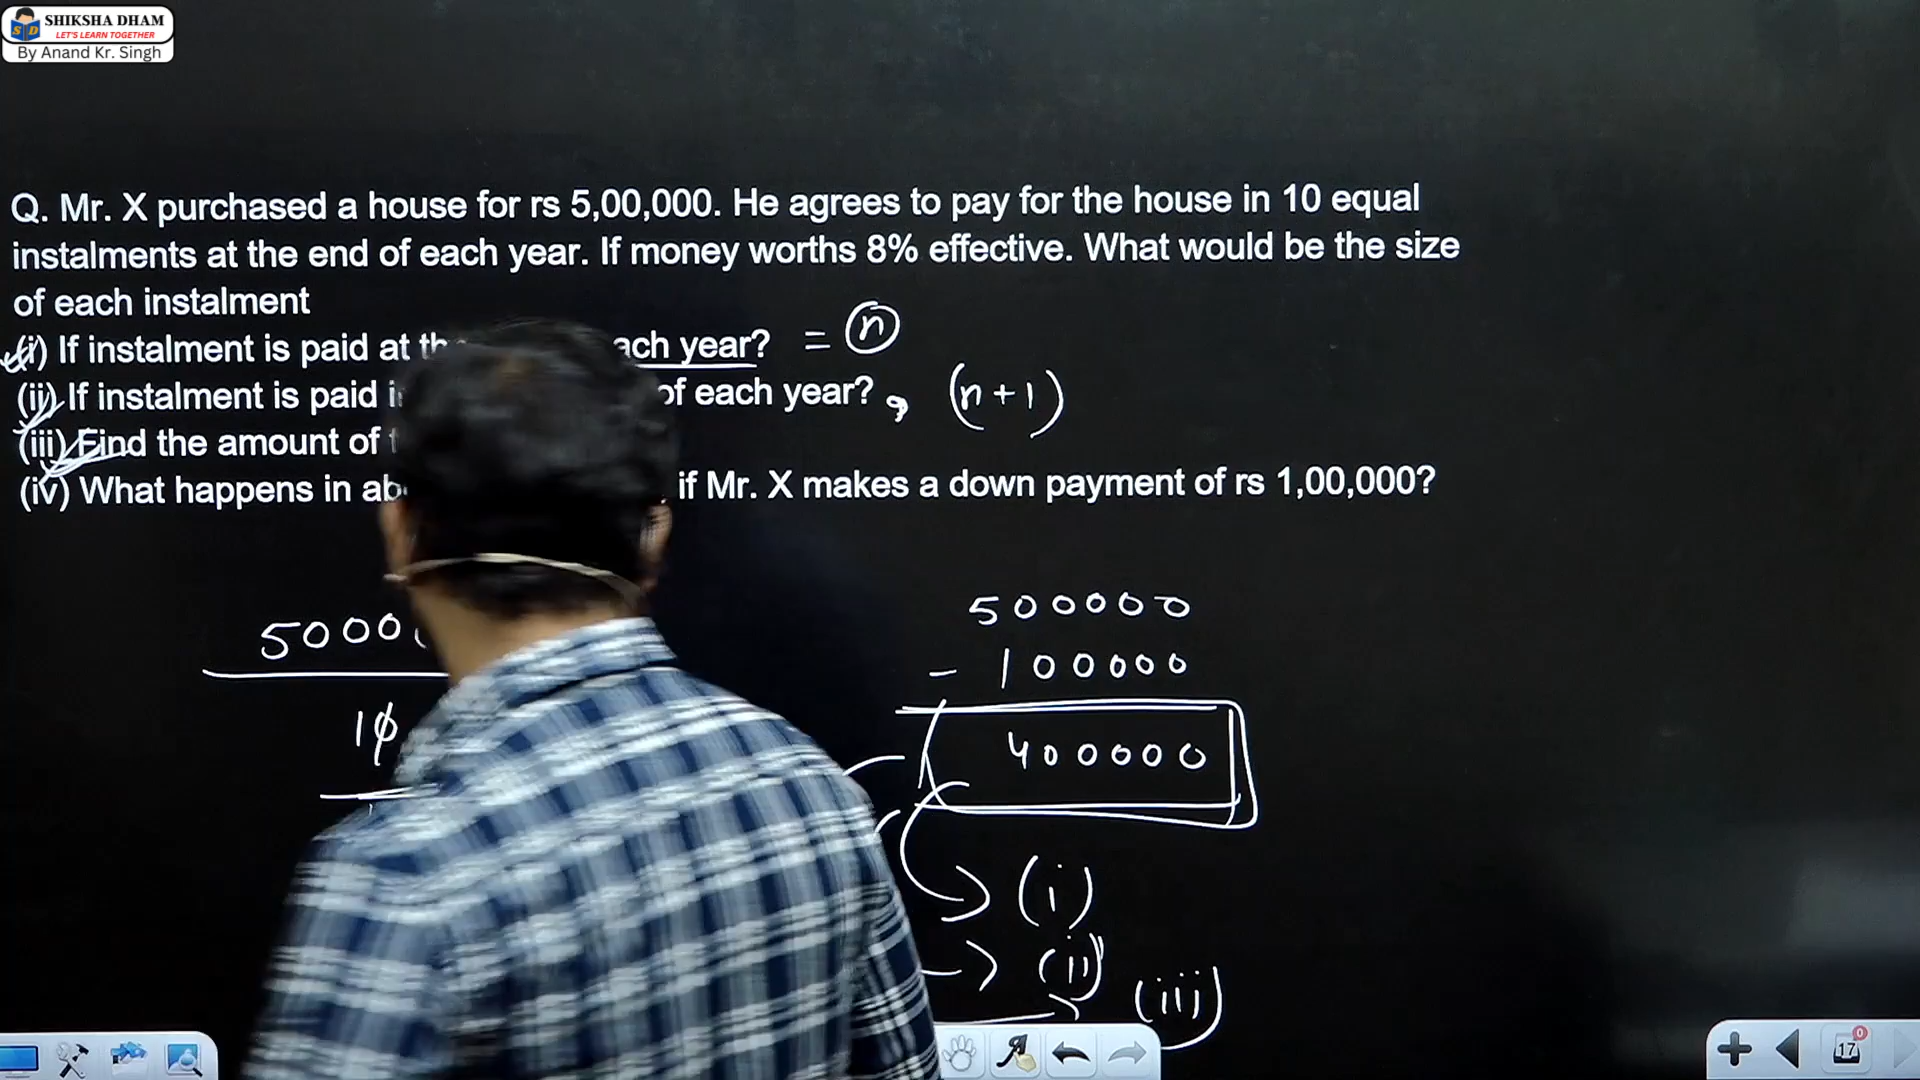 SHIKSHA DHAM
LET'S LEARN TOGETHER
By Anand Kr. Singh
Q. Mr. X purchased a house for rs 5,00,000. He agrees to pay for the house in 10 equal
instalments at the end of each year. If money worths 8% effective. What would be the size
of each instalment
(i) If instalment is paid at ach year? = n
(ii) If instalment is paid of each year? (n+1)
(iii) Find the amount of
(iv) What happens in if Mr. X makes a down payment of rs 1,00,000?
5000
10
500000
- 100000
400000
(i)
(ii)
(iii)
17
0